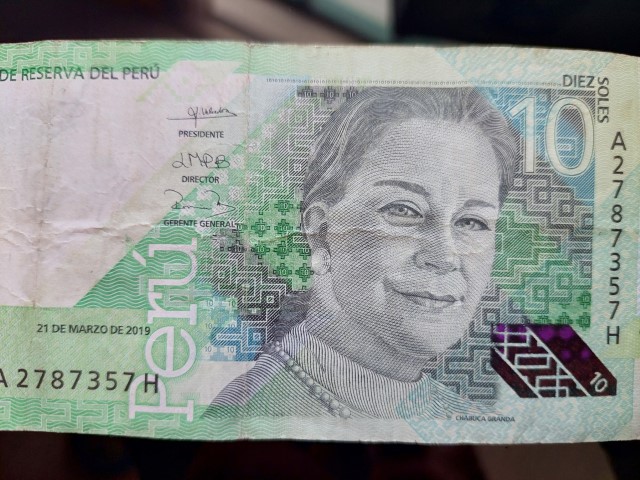 DE RESERVA DEL PERÚ
DIEZ
SOLES
10
A2787357H
PRESIDENTE
DIRECTOR
GERENTE GENERAL
Perú
21 DE MARZO DE 2019
A 2787357 H
CHABUCA GRANDA
10